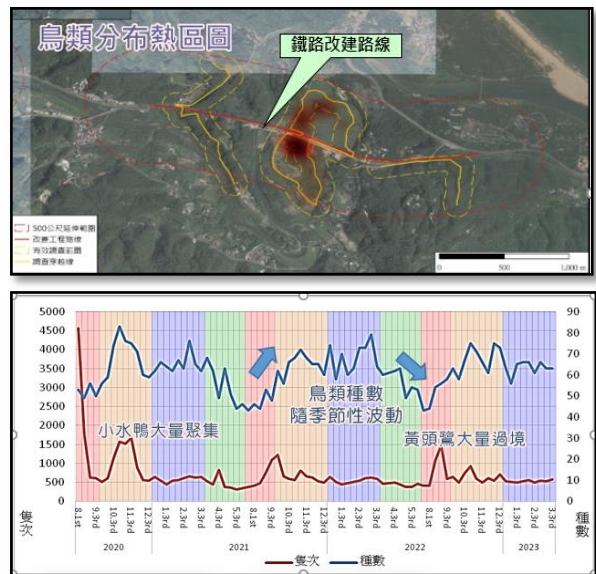 鳥類分布熱區圖
鐵路改建路線
500公尺延伸範圍
改善工程路線
有效調查範圍
調查穿越線
0 500 1,000 m
5000 90
4500 80
4000 70
3500 60
3000 50
2500 40
2000 30
1500 20
1000 10
500 0
0
鳥類種數
隨季節性波動
小水鴨大量聚集
黃頭鷺大量過境
隻次
種數
8.1st 9.3rd 10.3rd 11.3rd 12.3rd 1.3rd 2.3rd 3.3rd 4.3rd 5.3rd 8.1st 9.3rd 10.3rd 11.3rd 12.3rd 1.3rd 2.3rd 3.3rd 4.3rd 5.3rd 8.1st 9.3rd 10.3rd 11.3rd 12.3rd 1.3rd 2.3rd 3.3rd
2020 2021 2022 2023
隻次 種數